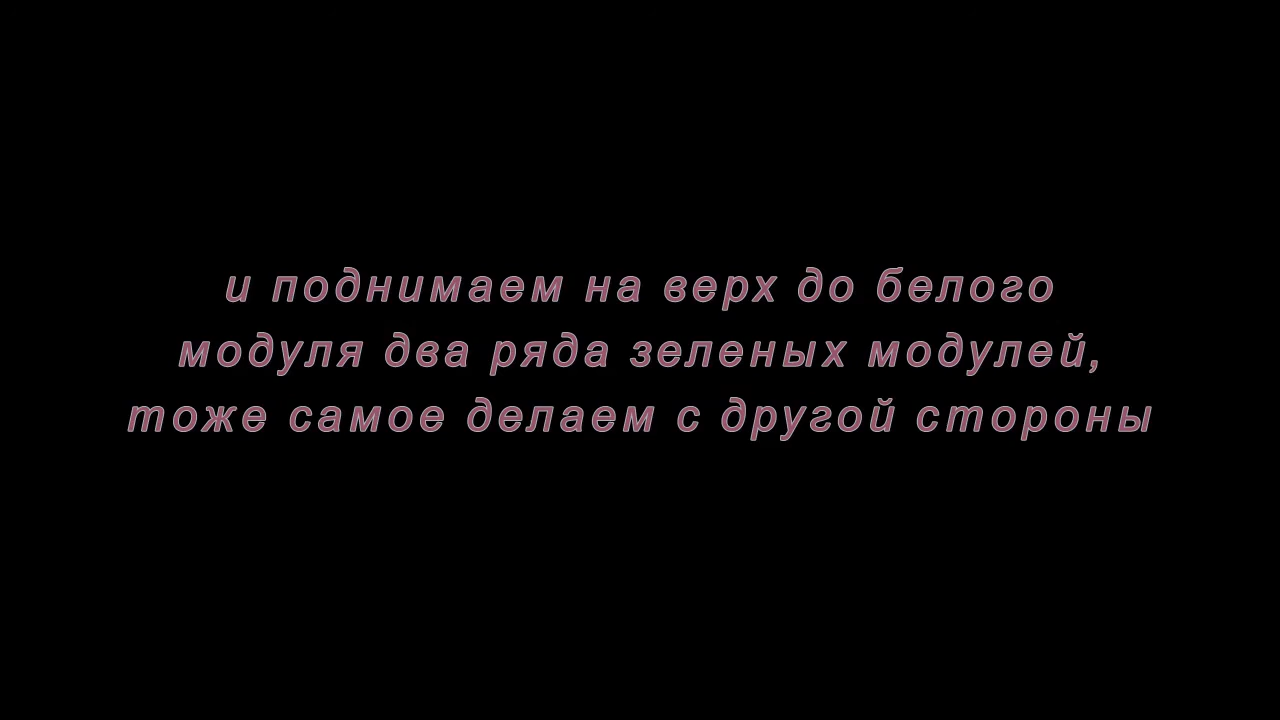 и поднимаем на верх до белого
модуля два ряда зеленых модулей,
тоже самое делаем с другой стороны